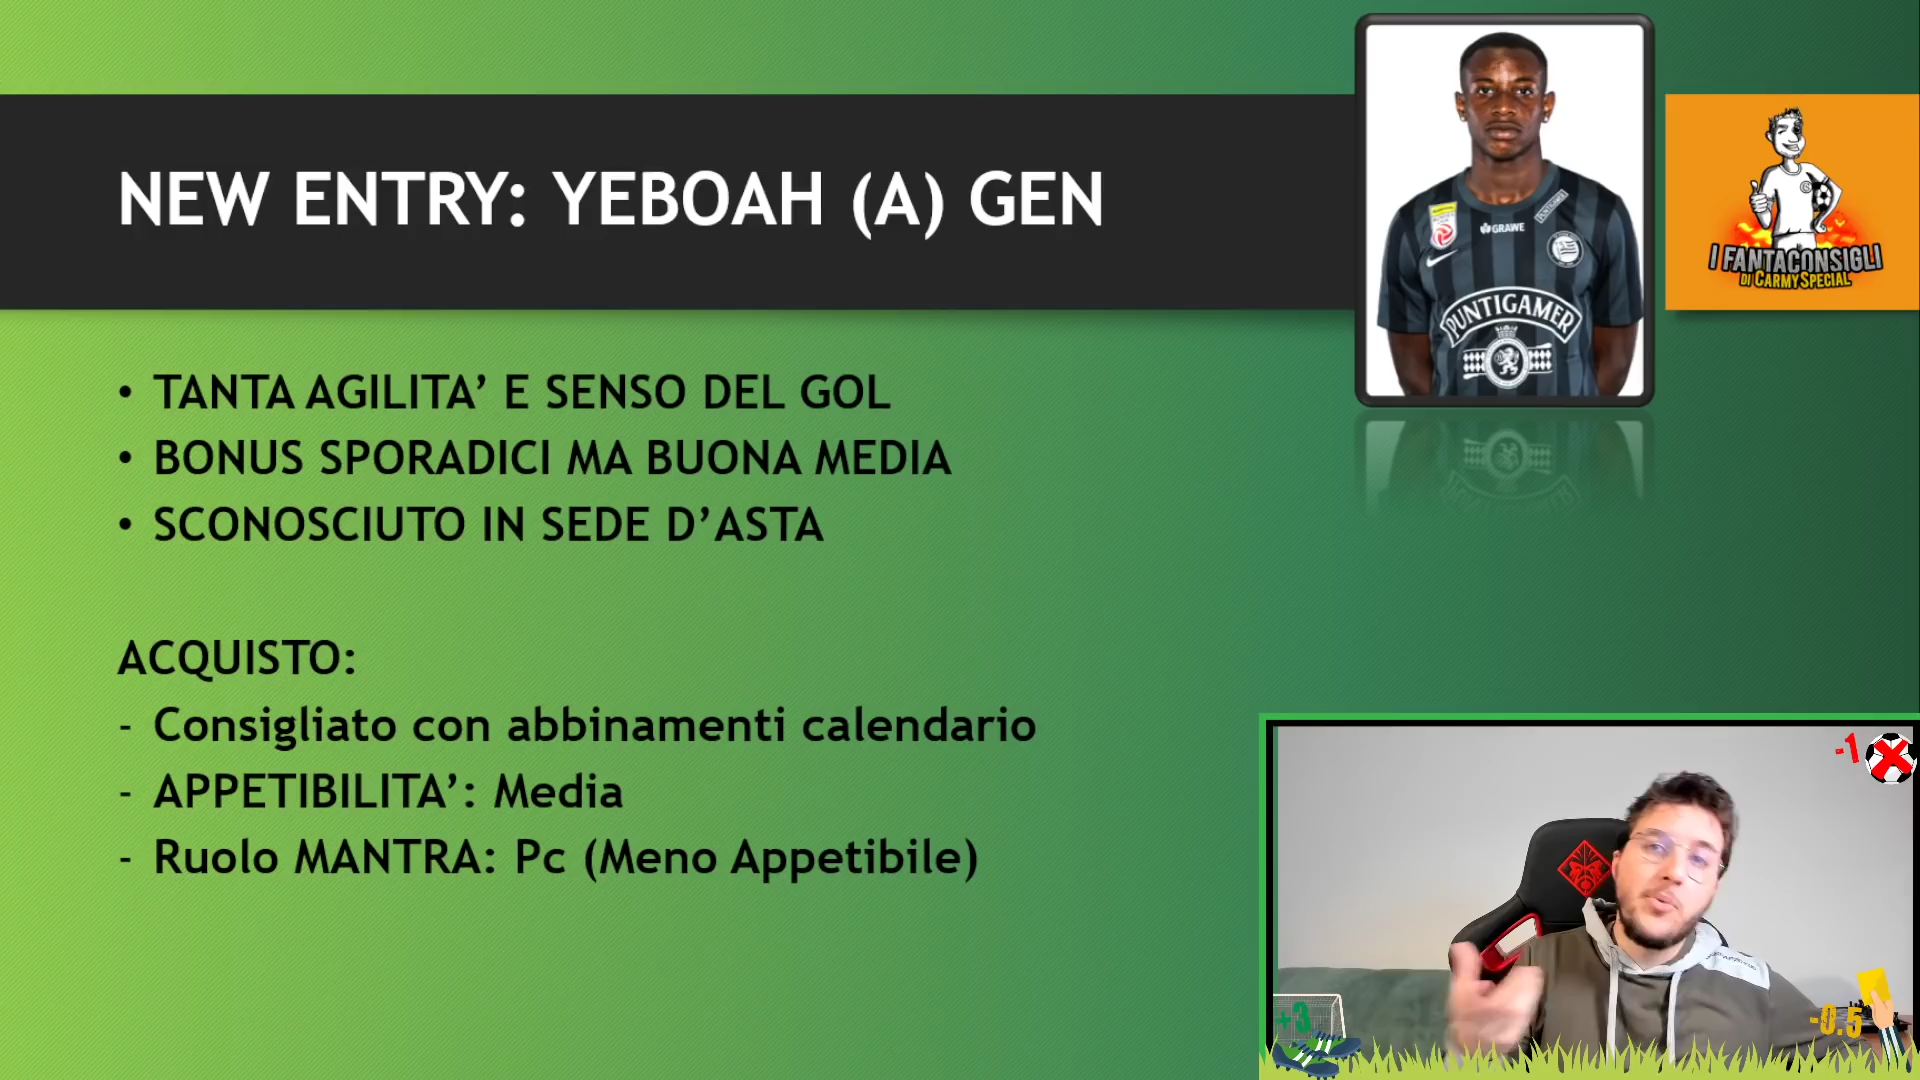 NEW ENTRY: YEBOAH (A) GEN
GRAWE
PUNTIGAMER
I FANTACONSIGLI
DI CARMYSPECIAL
• TANTA AGILITA’ E SENSO DEL GOL
• BONUS SPORADICI MA BUONA MEDIA
• SCONOSCIUTO IN SEDE D’ASTA
ACQUISTO:
- Consigliato con abbinamenti calendario
- APPETIBILITA’: Media
- Ruolo MANTRA: Pc (Meno Appetibile)
-1
+3
-0.5